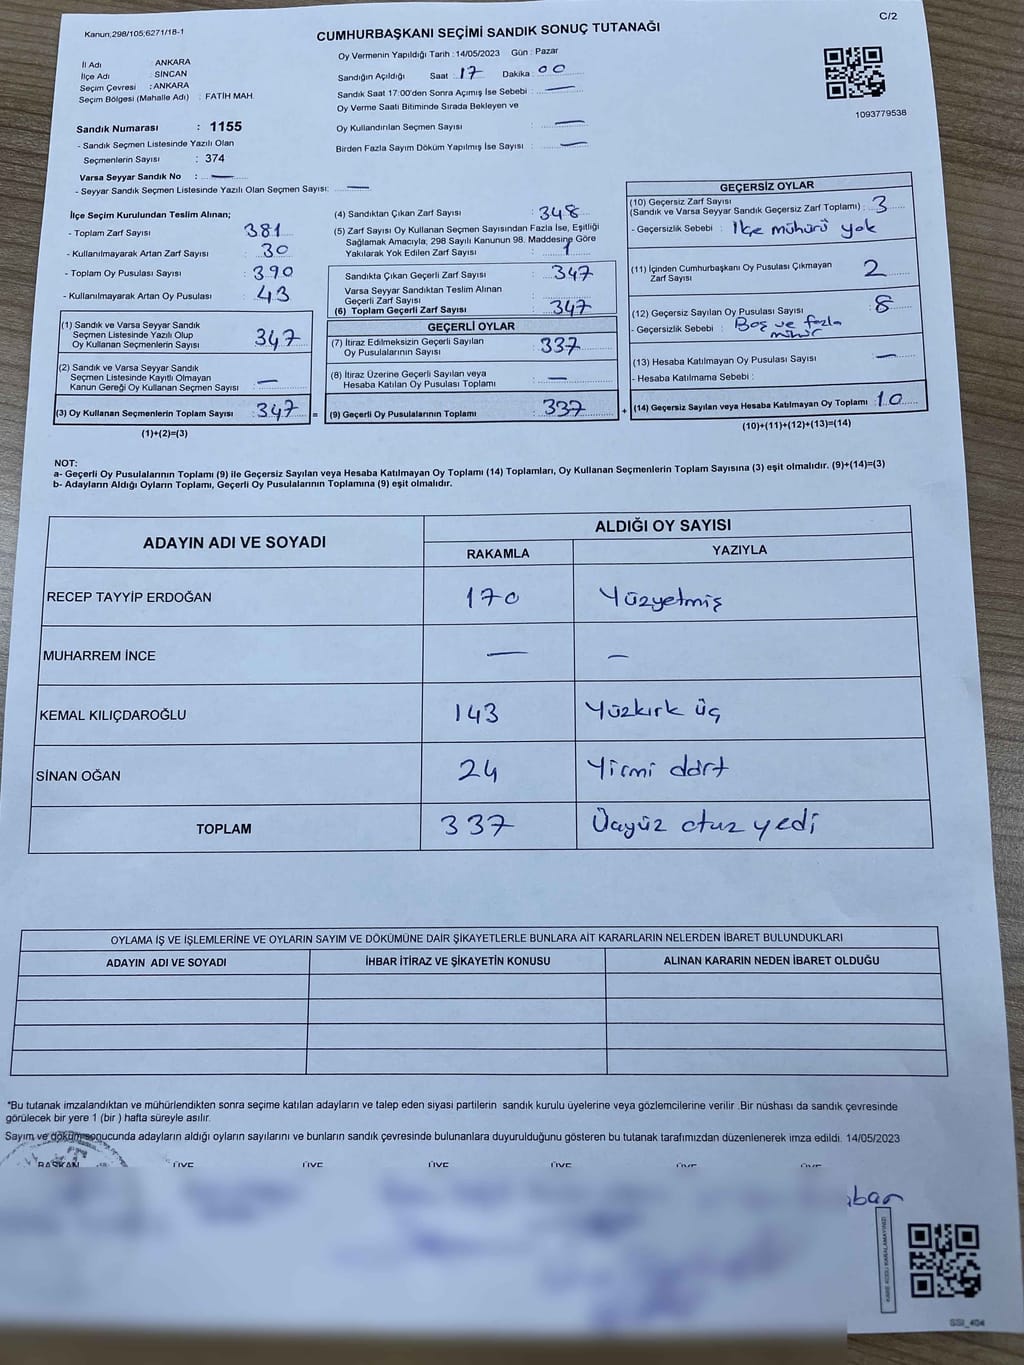 Kanun,298/105;6271/18-1
C/2
CUMHURBAŞKANI SEÇİMİ SANDIK SONUÇ TUTANAĞI
Oy Vermenin Yapıldığı Tarih : 14/05/2023 Gün : Pazar
İl Adı : ANKARA
İlçe Adı : SİNCAN
Seçim Çevresi : ANKARA
Seçim Bölgesi (Mahalle Adı) : FATİH MAH.
Sandığın Açıldığı Saat : 17 Dakika : 00
Sandık Saat 17:00'den Sonra Açımış İse Sebebi : —
Oy Verme Saati Bitiminde Sırada Bekleyen ve
Oy Kullandırılan Seçmen Sayısı : —
Birden Fazla Sayım Döküm Yapılmış İse Sayısı : —
1093779538
Sandık Numarası : 1155
- Sandık Seçmen Listesinde Yazılı Olan
Seçmenlerin Sayısı : 374
Varsa Seyyar Sandık No : —
- Seyyar Sandık Seçmen Listesinde Yazılı Olan Seçmen Sayısı: —
İlçe Seçim Kurulundan Teslim Alınan;
- Toplam Zarf Sayısı : 381
- Kullanılmayarak Artan Zarf Sayısı : 30
- Toplam Oy Pusulası Sayısı : 390
- Kullanılmayarak Artan Oy Pusulası : 43
(1) Sandık ve Varsa Seyyar Sandık
Seçmen Listesinde Yazılı Olup
Oy Kullanan Seçmenlerin Sayısı : 347
(2) Sandık ve Varsa Seyyar Sandık
Seçmen Listesinde Kayıtlı Olmayan
Kanun Gereği Oy Kullanan Seçmen Sayısı : —
(3) Oy Kullanan Seçmenlerin Toplam Sayısı : 347
(1)+(2)=(3)
(4) Sandıktan Çıkan Zarf Sayısı : 348
(5) Zarf Sayısı Oy Kullanan Seçmen Sayısından Fazla İse, Eşitliği
Sağlamak Amacıyla; 298 Sayılı Kanunun 98. Maddesine Göre
Yakılarak Yok Edilen Zarf Sayısı : 1
Sandıkta Çıkan Geçerli Zarf Sayısı : 347
Varsa Seyyar Sandıktan Teslim Alınan
Geçerli Zarf Sayısı :
(6) Toplam Geçerli Zarf Sayısı : 347
GEÇERLİ OYLAR
(7) İtiraz Edilmeksizin Geçerli Sayılan
Oy Pusulalarının Sayısı : 337
(8) İtiraz Üzerine Geçerli Sayılan veya
Hesaba Katılan Oy Pusulası Toplamı : —
= (9) Geçerli Oy Pusulalarının Toplamı : 337
GEÇERSİZ OYLAR
(10) Geçersiz Zarf Sayısı
(Sandık ve Varsa Seyyar Sandık Geçersiz Zarf Toplamı) : 3
- Geçersizlik Sebebi : İlçe mühürü yok
(11) İçinden Cumhurbaşkanı Oy Pusulası Çıkmayan
Zarf Sayısı : 2
(12) Geçersiz Sayılan Oy Pusulası Sayısı : 8
- Geçersizlik Sebebi : Boş ve fazla
mühür
(13) Hesaba Katılmayan Oy Pusulası Sayısı : —
- Hesaba Katılmama Sebebi :
+ (14) Geçersiz Sayılan veya Hesaba Katılmayan Oy Toplamı : 10
(10)+(11)+(12)+(13)=(14)
NOT:
a- Geçerli Oy Pusulalarının Toplamı (9) ile Geçersiz Sayılan veya Hesaba Katılmayan Oy Toplamı (14) Toplamları, Oy Kullanan Seçmenlerin Toplam Sayısına (3) eşit olmalıdır. (9)+(14)=(3)
b- Adayların Aldığı Oyların Toplamı, Geçerli Oy Pusulalarının Toplamına (9) eşit olmalıdır.
ADAYIN ADI VE SOYADI
ALDIĞI OY SAYISI
RAKAMLA YAZIYLA
RECEP TAYYİP ERDOĞAN 170 Yüzyetmiş
MUHARREM İNCE — —
KEMAL KILIÇDAROĞLU 143 Yüzkırk üç
SİNAN OĞAN 24 Yirmi dört
TOPLAM 337 Üçyüz otuz yedi
OYLAMA İŞ VE İŞLEMLERİNE VE OYLARIN SAYIM VE DÖKÜMÜNE DAİR ŞİKAYETLERLE BUNLARA AİT KARARLARIN NELERDEN İBARET BULUNDUKLARI
ADAYIN ADI VE SOYADI İHBAR İTİRAZ VE ŞİKAYETİN KONUSU ALINAN KARARIN NEDEN İBARET OLDUĞU
*Bu tutanak imzalandıktan ve mühürlendikten sonra seçime katılan adayların ve talep eden siyasi partilerin sandık kurulu üyelerine veya gözlemcilerine verilir .Bir nüshası da sandık çevresinde
görülecek bir yere 1 (bir ) hafta süreyle asılır.
Sayım ve döküm sonucunda adayların aldığı oyların sayılarını ve bunların sandık çevresinde bulunanlara duyurulduğunu gösteren bu tutanak tarafımızdan düzenlenerek imza edildi. 14/05/2023
BAŞKAN ÜYE ÜYE ÜYE ÜYE ÜYE ÜYE
KARE KODU KARALAMAYINIZ!
SSI_404